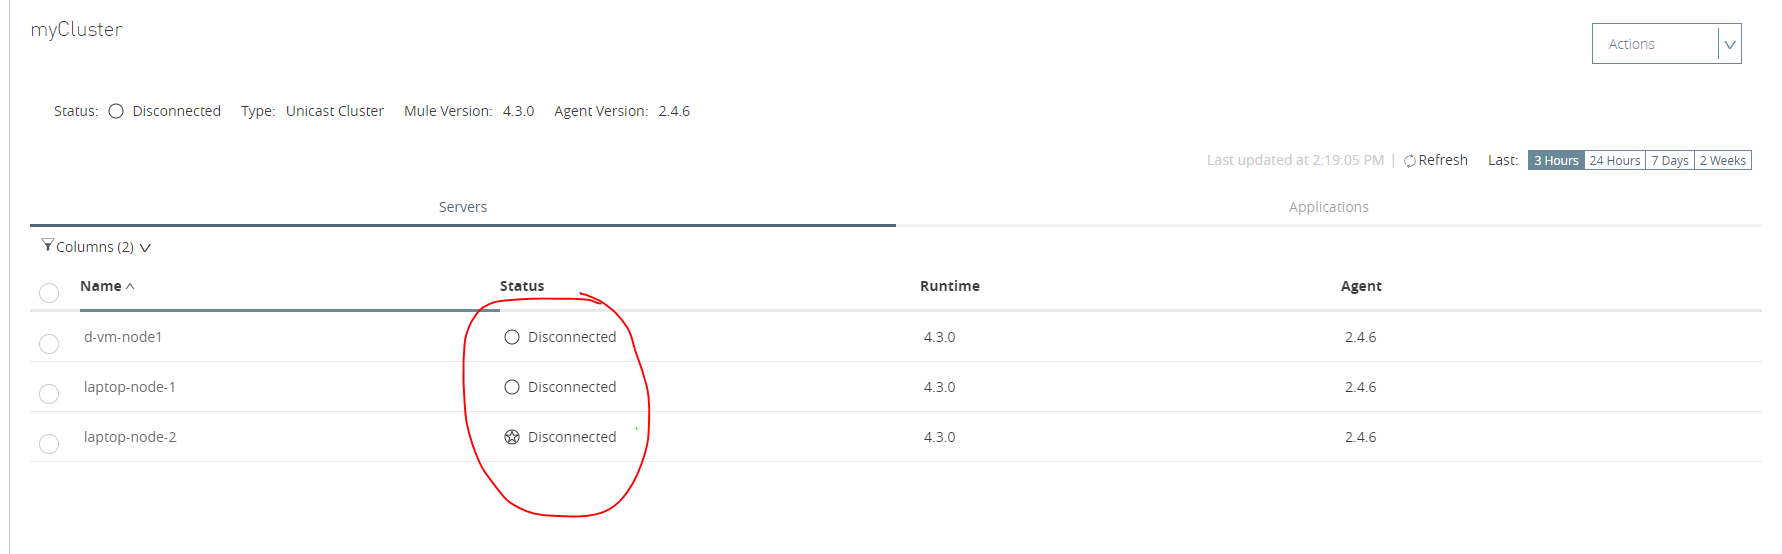 myCluster
Actions
Status: Disconnected Type: Unicast Cluster Mule Version: 4.3.0 Agent Version: 2.4.6
Last updated at 2:19:05 PM | Refresh Last: 3 Hours 24 Hours 7 Days 2 Weeks
Servers Applications
Columns (2)
Name Status Runtime Agent
d-vm-node1 Disconnected 4.3.0 2.4.6
laptop-node-1 Disconnected 4.3.0 2.4.6
laptop-node-2 Disconnected 4.3.0 2.4.6